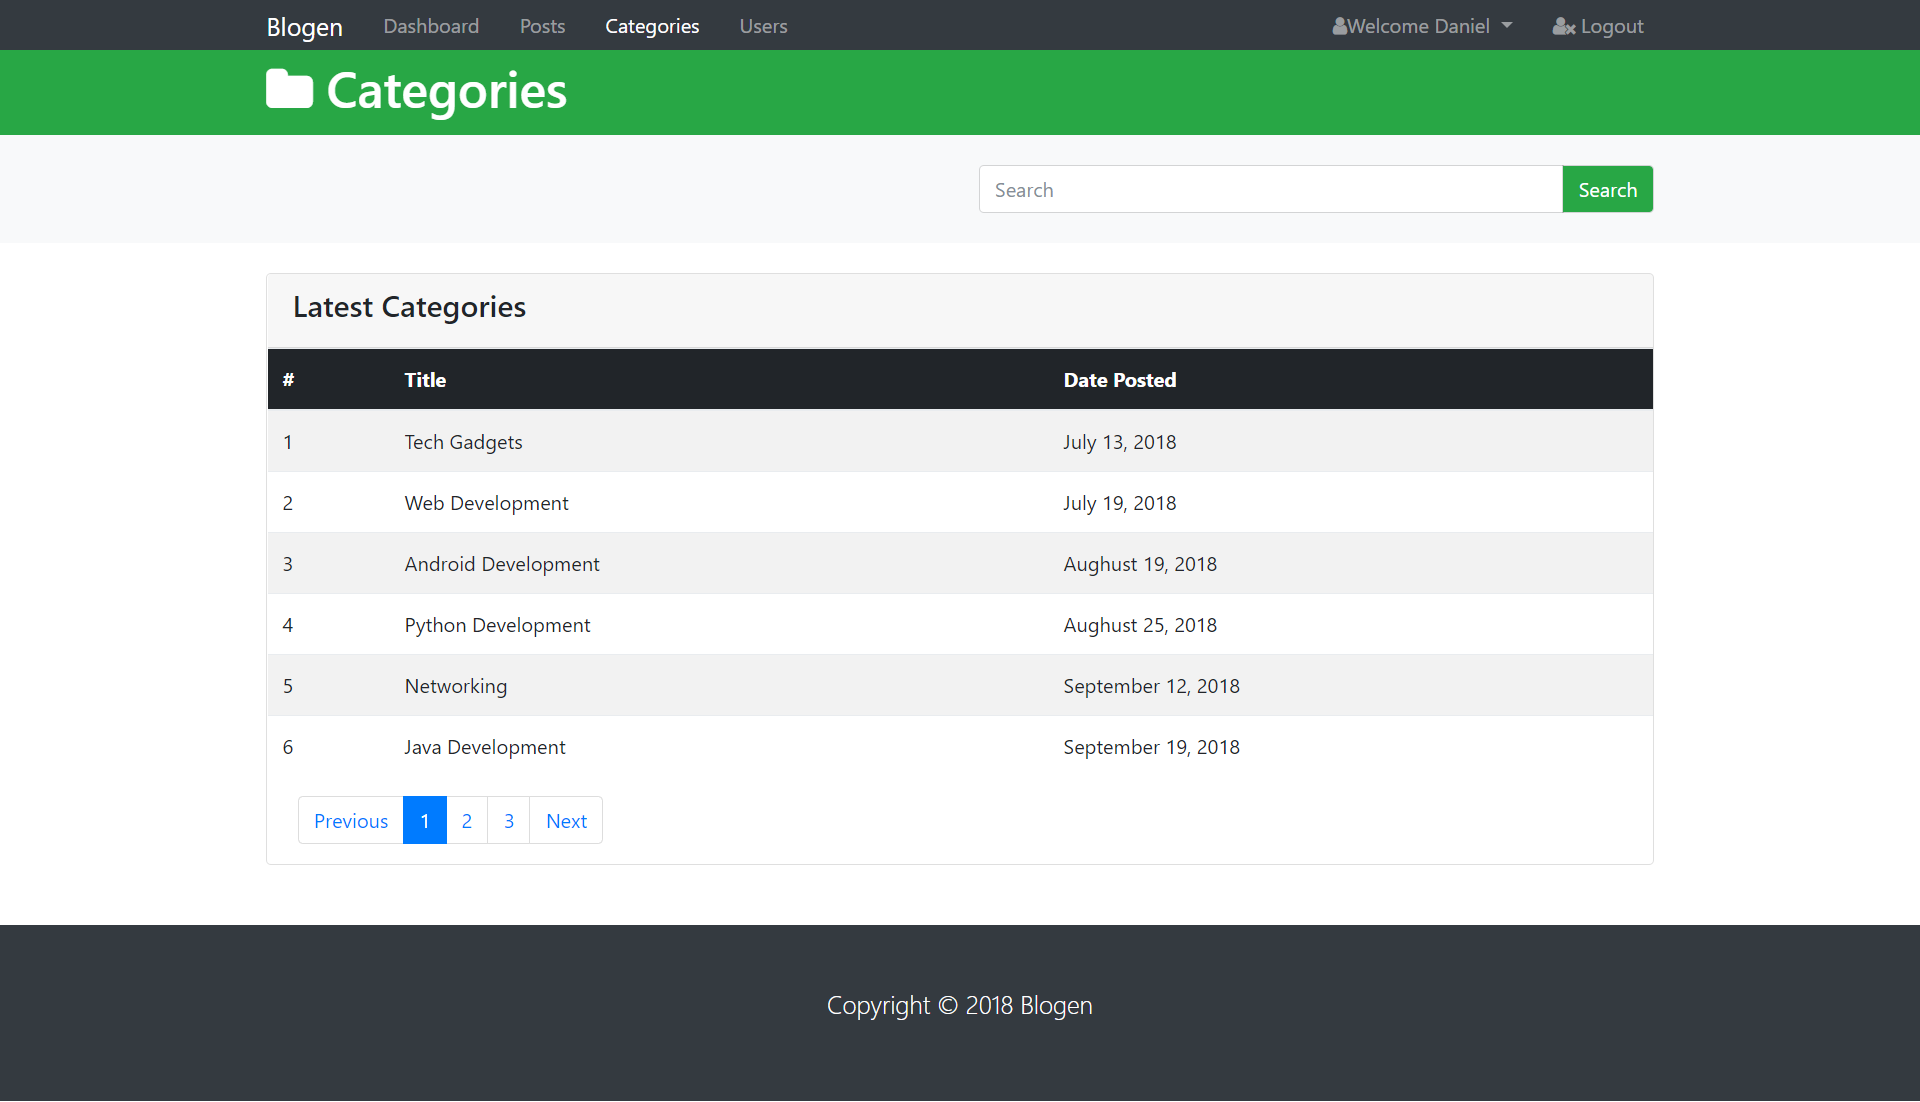 Blogen Dashboard Posts Categories Users Welcome Daniel Logout
Categories
Search Search
Latest Categories
# Title Date Posted
1 Tech Gadgets July 13, 2018
2 Web Development July 19, 2018
3 Android Development Aughust 19, 2018
4 Python Development Aughust 25, 2018
5 Networking September 12, 2018
6 Java Development September 19, 2018
Previous 1 2 3 Next
Copyright © 2018 Blogen